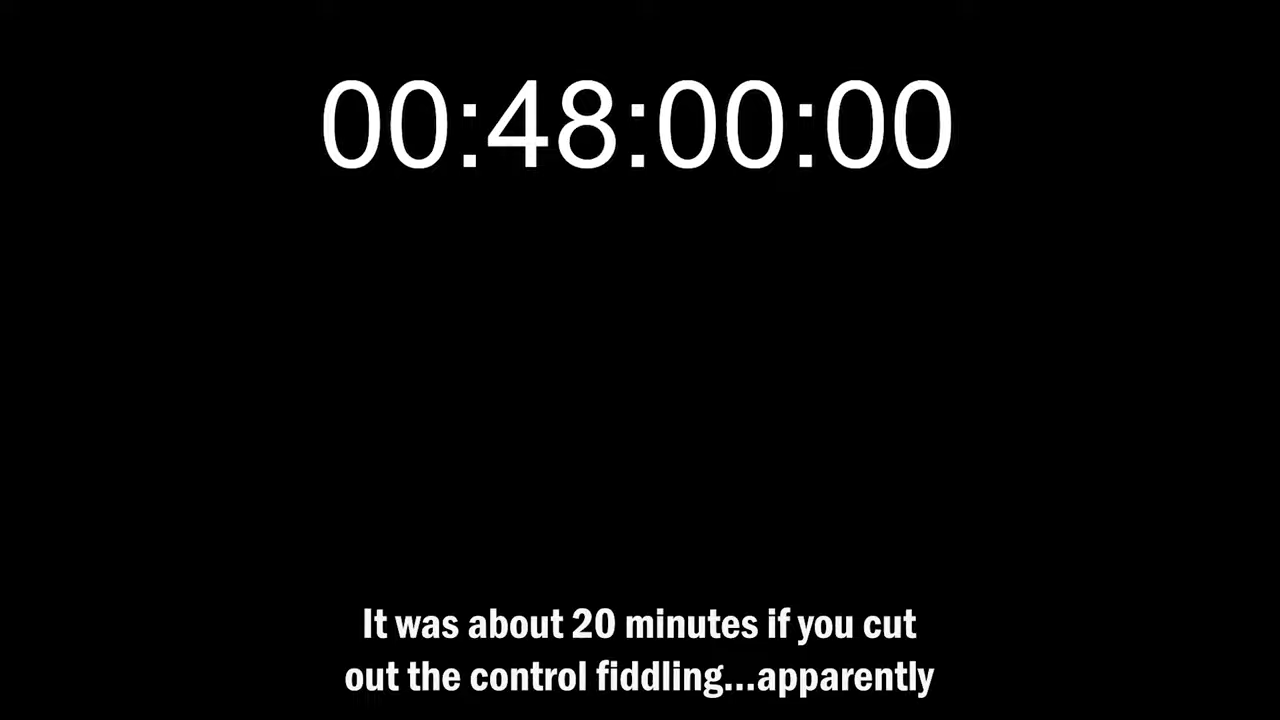 00:48:00:00
It was about 20 minutes if you cut
out the control fiddling...apparently